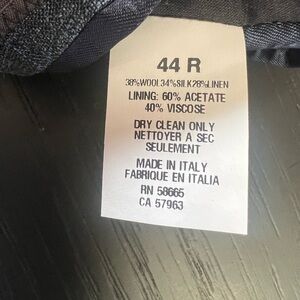 44 R
38%WOOL34%SILK28%LINEN
LINING: 60% ACETATE
40% VISCOSE
DRY CLEAN ONLY
NETTOYER A SEC
SEULEMENT
MADE IN ITALY
FABRIQUE EN ITALIA
RN 58665
CA 57963